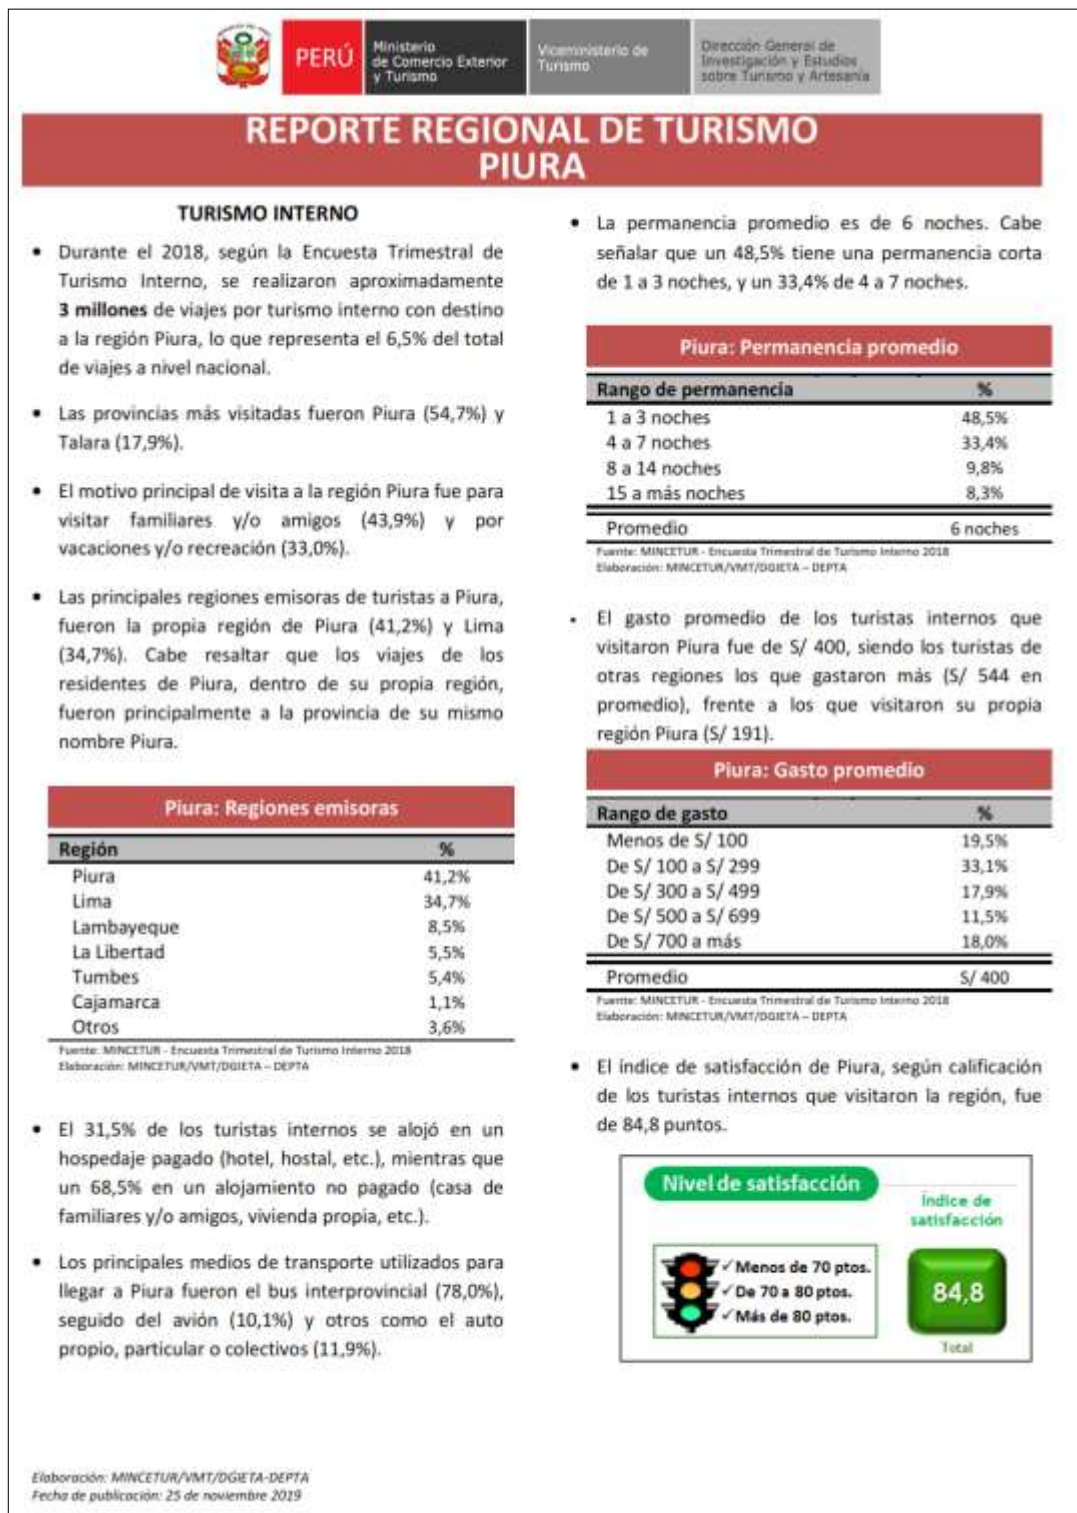 PERÚ
Ministerio
de Comercio Exterior
y Turismo
Viceministerio de
Turismo
Dirección General de
Investigación y Estudios
sobre Turismo y Artesanía
REPORTE REGIONAL DE TURISMO
PIURA
TURISMO INTERNO
• Durante el 2018, según la Encuesta Trimestral de
Turismo Interno, se realizaron aproximadamente
3 millones de viajes por turismo interno con destino
a la región Piura, lo que representa el 6,5% del total
de viajes a nivel nacional.
• Las provincias más visitadas fueron Piura (54,7%) y
Talara (17,9%).
• El motivo principal de visita a la región Piura fue para
visitar familiares y/o amigos (43,9%) y por
vacaciones y/o recreación (33,0%).
• Las principales regiones emisoras de turistas a Piura,
fueron la propia región de Piura (41,2%) y Lima
(34,7%). Cabe resaltar que los viajes de los
residentes de Piura, dentro de su propia región,
fueron principalmente a la provincia de su mismo
nombre Piura.
Piura: Regiones emisoras
Región %
Piura 41,2%
Lima 34,7%
Lambayeque 8,5%
La Libertad 5,5%
Tumbes 5,4%
Cajamarca 1,1%
Otros 3,6%
Fuente: MINCETUR - Encuesta Trimestral de Turismo Interno 2018
Elaboración: MINCETUR/VMT/DGIETA – DEPTA
• El 31,5% de los turistas internos se alojó en un
hospedaje pagado (hotel, hostal, etc.), mientras que
un 68,5% en un alojamiento no pagado (casa de
familiares y/o amigos, vivienda propia, etc.).
• Los principales medios de transporte utilizados para
llegar a Piura fueron el bus interprovincial (78,0%),
seguido del avión (10,1%) y otros como el auto
propio, particular o colectivos (11,9%).
• La permanencia promedio es de 6 noches. Cabe
señalar que un 48,5% tiene una permanencia corta
de 1 a 3 noches, y un 33,4% de 4 a 7 noches.
Piura: Permanencia promedio
Rango de permanencia %
1 a 3 noches 48,5%
4 a 7 noches 33,4%
8 a 14 noches 9,8%
15 a más noches 8,3%
Promedio 6 noches
Fuente: MINCETUR - Encuesta Trimestral de Turismo Interno 2018
Elaboración: MINCETUR/VMT/DGIETA – DEPTA
• El gasto promedio de los turistas internos que
visitaron Piura fue de S/ 400, siendo los turistas de
otras regiones los que gastaron más (S/ 544 en
promedio), frente a los que visitaron su propia
región Piura (S/ 191).
Piura: Gasto promedio
Rango de gasto %
Menos de S/ 100 19,5%
De S/ 100 a S/ 299 33,1%
De S/ 300 a S/ 499 17,9%
De S/ 500 a S/ 699 11,5%
De S/ 700 a más 18,0%
Promedio S/ 400
Fuente: MINCETUR - Encuesta Trimestral de Turismo Interno 2018
Elaboración: MINCETUR/VMT/DGIETA – DEPTA
• El índice de satisfacción de Piura, según calificación
de los turistas internos que visitaron la región, fue
de 84,8 puntos.
Nivel de satisfacción
Índice de
satisfacción
✓ Menos de 70 ptos.
✓ De 70 a 80 ptos.
✓ Más de 80 ptos.
84,8
Total
Elaboración: MINCETUR/VMT/DGIETA-DEPTA
Fecha de publicación: 25 de noviembre 2019